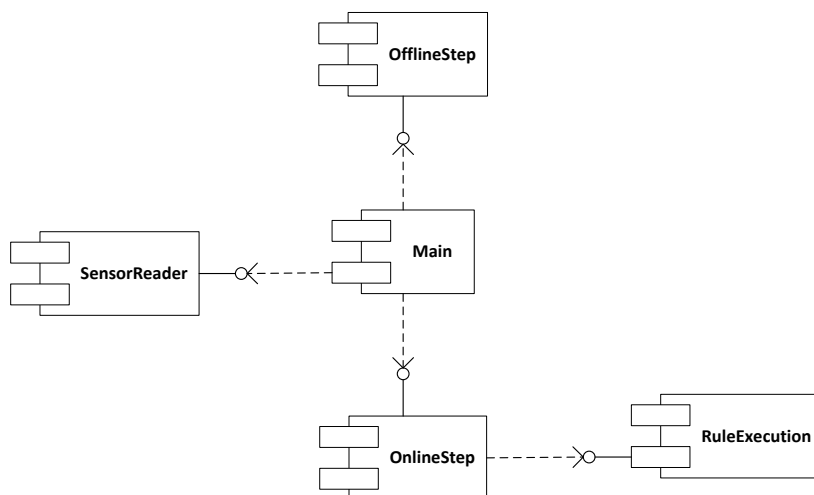 OfflineStep
Main
SensorReader
OnlineStep
RuleExecution